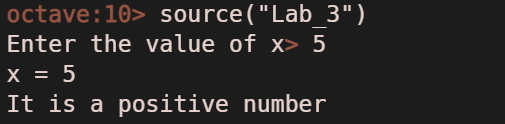 octave:10> source("Lab_3")
Enter the value of x> 5
x = 5
It is a positive number